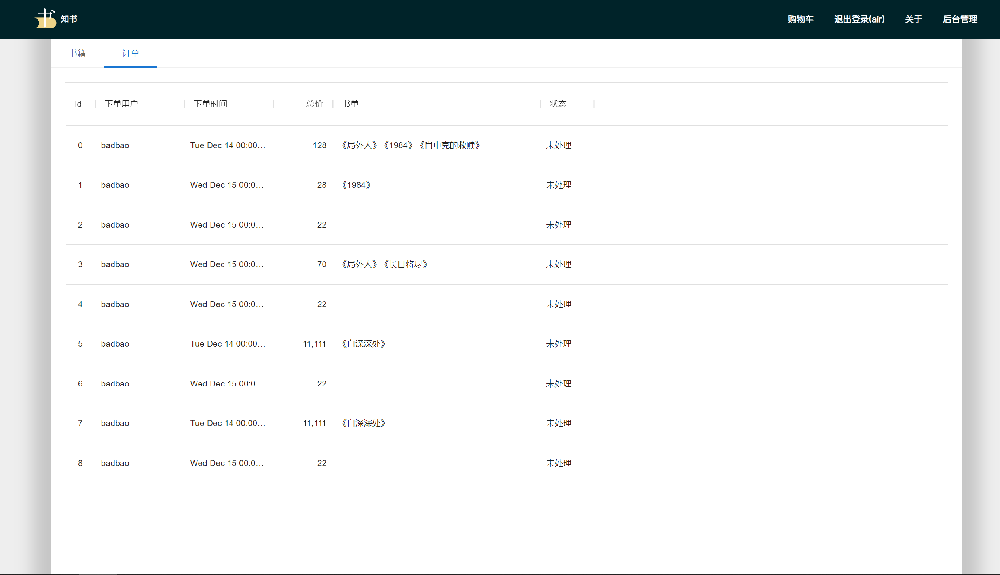 书 知书 购物车 退出登录(air) 关于 后台管理
书籍 订单
id 下单用户 下单时间 总价 书单 状态
0 badbao Tue Dec 14 00:00... 128 《局外人》《1984》《肖申克的救赎》 未处理
1 badbao Wed Dec 15 00:0... 28 《1984》 未处理
2 badbao Wed Dec 15 00:0... 22 未处理
3 badbao Wed Dec 15 00:0... 70 《局外人》《长日将尽》 未处理
4 badbao Wed Dec 15 00:0... 22 未处理
5 badbao Tue Dec 14 00:00... 11,111 《自深深处》 未处理
6 badbao Wed Dec 15 00:0... 22 未处理
7 badbao Tue Dec 14 00:00... 11,111 《自深深处》 未处理
8 badbao Wed Dec 15 00:0... 22 未处理